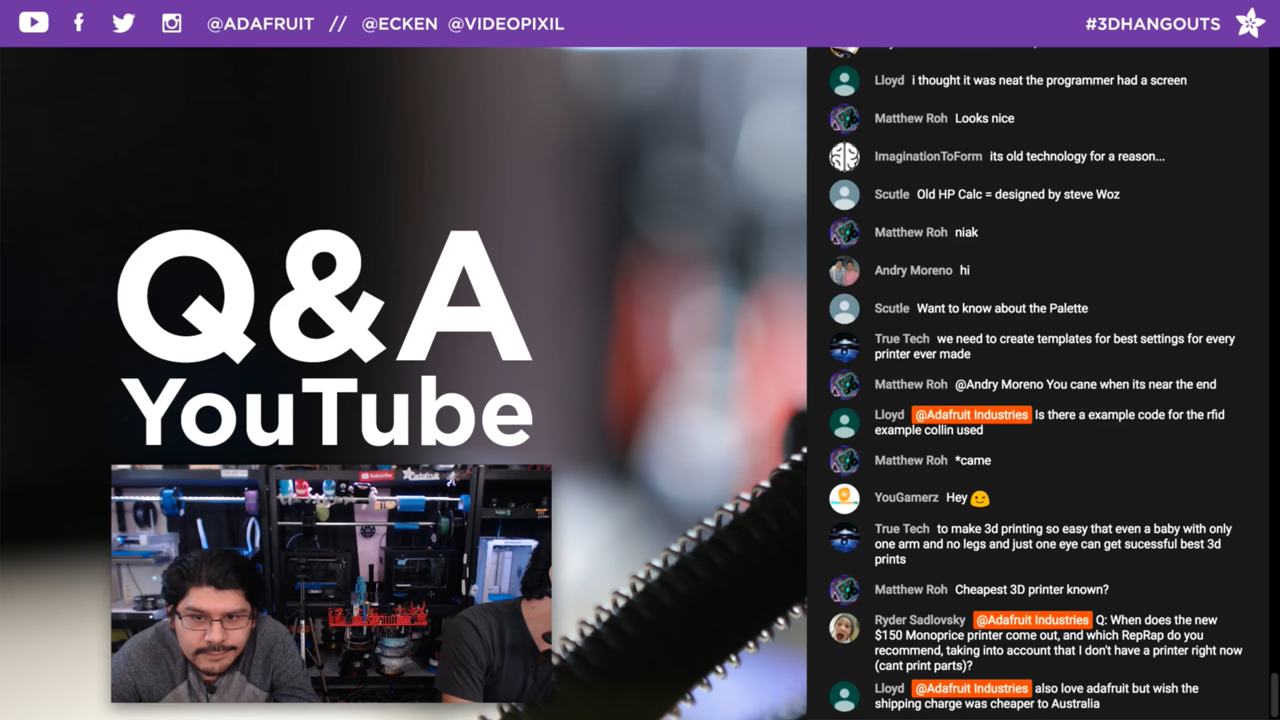 @ADAFRUIT // @ECKEN @VIDEOPIXIL
#3DHANGOUTS
Q&A
YouTube
Subscribe
adafruit
Lloyd i thought it was neat the programmer had a screen
Matthew Roh Looks nice
ImaginationToForm its old technology for a reason...
Scutle Old HP Calc = designed by steve Woz
Matthew Roh niak
Andry Moreno hi
Scutle Want to know about the Palette
True Tech we need to create templates for best settings for every
printer ever made
Matthew Roh @Andry Moreno You cane when its near the end
Lloyd @Adafruit Industries Is there a example code for the rfid
example collin used
Matthew Roh *came
YouGamerz Hey
True Tech to make 3d printing so easy that even a baby with only
one arm and no legs and just one eye can get sucessful best 3d
prints
Matthew Roh Cheapest 3D printer known?
Ryder Sadlovsky @Adafruit Industries Q: When does the new
$150 Monoprice printer come out, and which RepRap do you
recommend, taking into account that I don't have a printer right now
(cant print parts)?
Lloyd @Adafruit Industries also love adafruit but wish the
shipping charge was cheaper to Australia